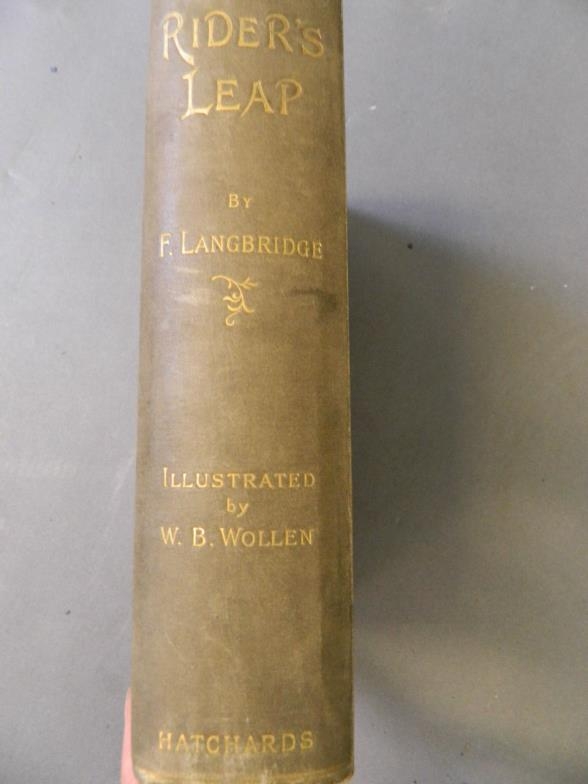 RIDER'S
LEAP
BY
F. LANGBRIDGE
ILLUSTRATED
by
W. B. WOLLEN
HATCHARDS